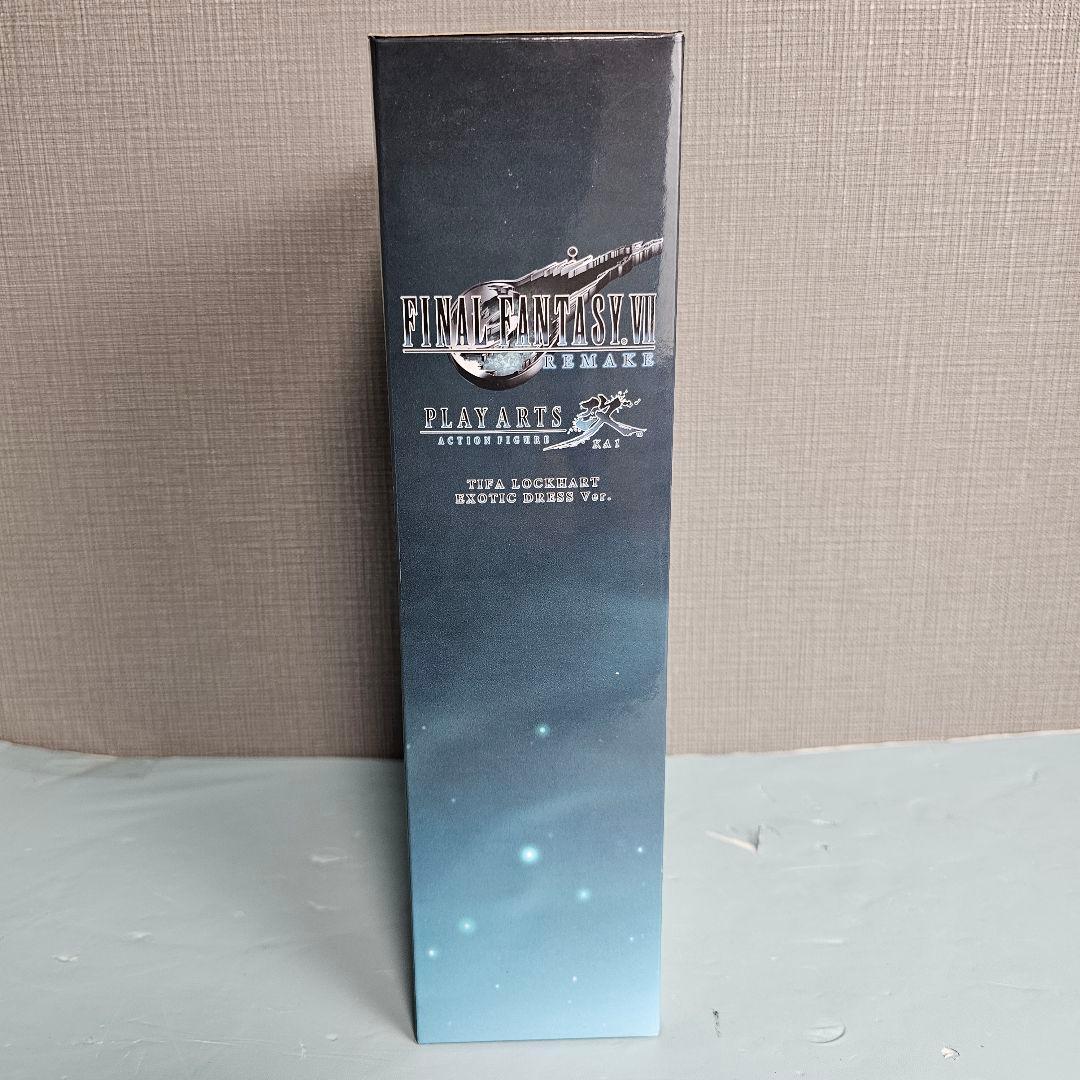 FINAL FANTASY VII
REMAKE
PLAY ARTS 改
ACTION FIGURE KAI
TIFA LOCKHART
EXOTIC DRESS Ver.